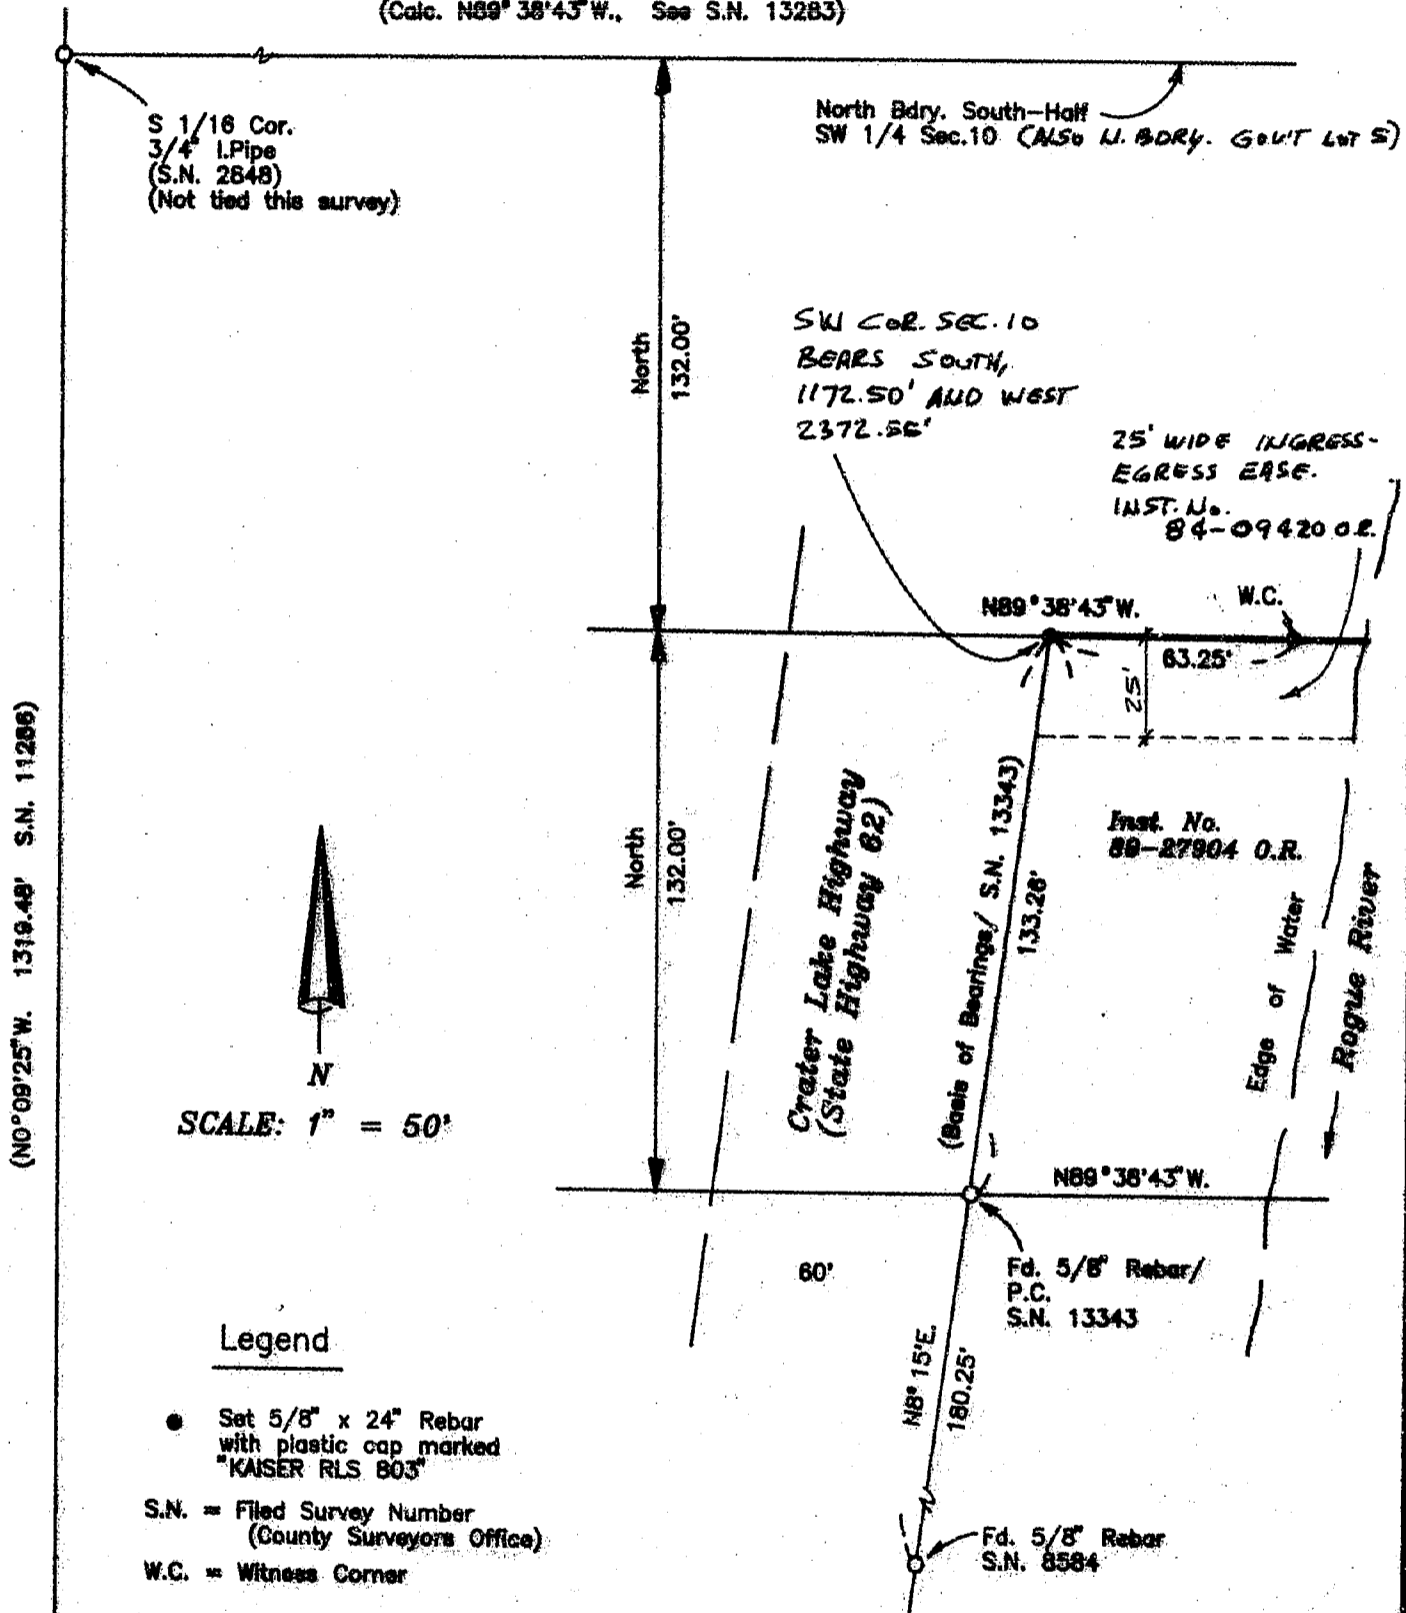 (Calc. N89°38'43"W., See S.N. 13283)
S 1/16 Cor.
3/4" I.Pipe
(S.N. 2648)
(Not tied this survey)
North Bdry. South-Half
SW 1/4 Sec.10 (ALSO N. BDRY. GOV'T LOT 5)
North
132.00'
SW COR. SEC. 10
BEARS SOUTH,
1172.50' AND WEST
25' WIDE INGRESS-
EGRESS EASE.
INST. No.
84-09420 O.R.
N89°38'43"W.
W.C.
63.25'
25'
(N0°09'25"W. 1319.48' S.N. 11286)
North
132.00'
Crater Lake Highway
(State Highway 62)
(Basis of Bearings/ S.N. 13343)
133.26'
Inst. No.
89-27904 O.R.
Edge of Water
Rogue River
N
SCALE: 1" = 50'
N89°38'43"W.
60'
Fd. 5/8" Rebar/
P.C.
S.N. 13343
N8°15'E.
180.25'
Legend
Set 5/8" x 24" Rebar
with plastic cap marked
"KAISER RLS 803"
S.N. = Filed Survey Number
(County Surveyors Office)
W.C. = Witness Corner
Fd. 5/8" Rebar
S.N. 8584